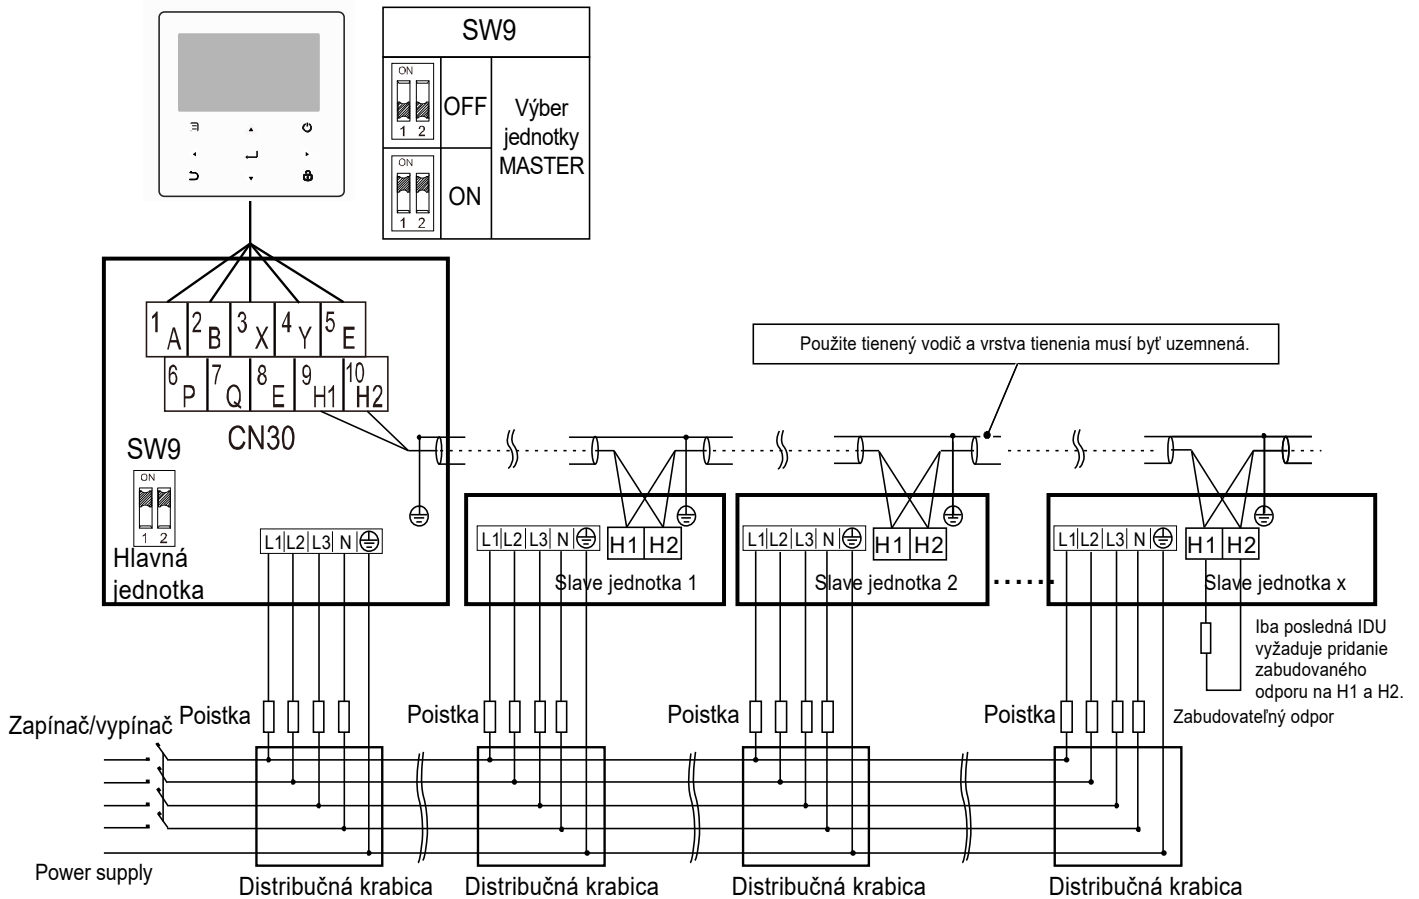 SW9
ON
1 2
OFF
Výber
jednotky
MASTER
ON
1 2
ON
1 A 2 B 3 X 4 Y 5 E
6 P 7 Q 8 E 9 H1 10 H2
CN30
SW9
ON
1 2
Hlavná
jednotka
Použite tienený vodič a vrstva tienenia musí byť uzemnená.
L1 L2 L3 N
L1 L2 L3 N
H1 H2
Slave jednotka 1
L1 L2 L3 N
H1 H2
Slave jednotka 2
L1 L2 L3 N
H1 H2
Slave jednotka x
Iba posledná IDU
vyžaduje pridanie
zabudovaného
odporu na H1 a H2.
Zabudovateľný odpor
Zapínač/vypínač
Poistka
Poistka
Poistka
Poistka
Power supply
Distribučná krabica
Distribučná krabica
Distribučná krabica
Distribučná krabica